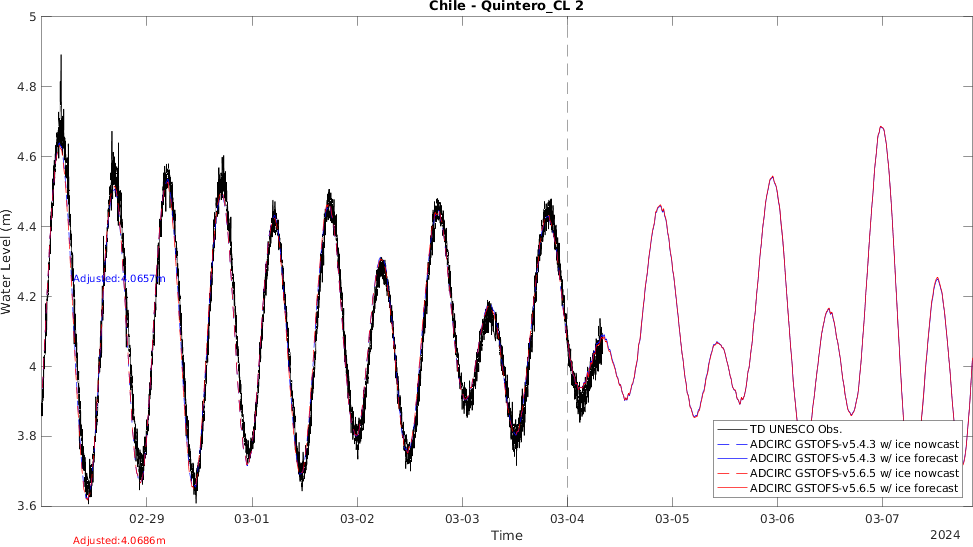 Chile - Quintero_CL 2
5
4.8
4.6
4.4
4.2
4
3.8
3.6
Water Level (m)
Adjusted:4.0657m
TD UNESCO Obs.
ADCIRC GSTOFS-v5.4.3 w/ ice nowcast
ADCIRC GSTOFS-v5.4.3 w/ ice forecast
ADCIRC GSTOFS-v5.6.5 w/ ice nowcast
ADCIRC GSTOFS-v5.6.5 w/ ice forecast
02-29
03-01
03-02
03-03
03-04
03-05
03-06
03-07
Time
2024
Adjusted:4.0686m